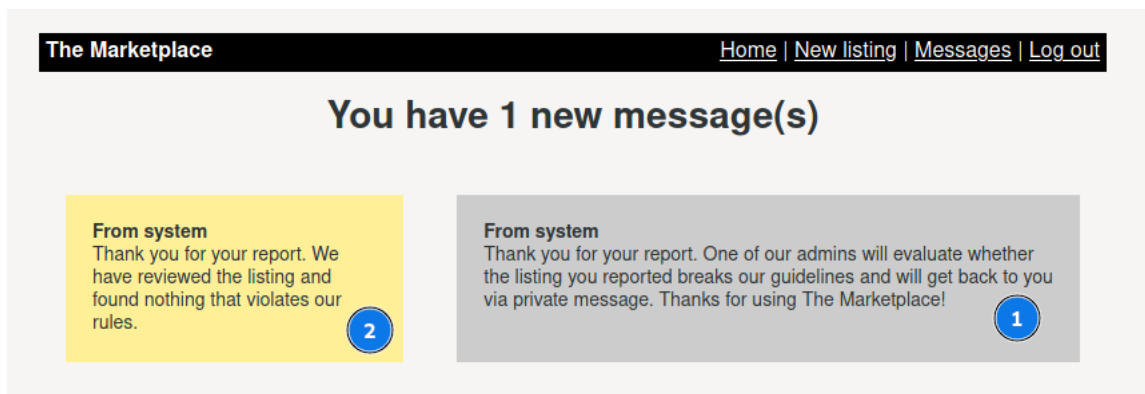 The Marketplace
Home | New listing | Messages | Log out
You have 1 new message(s)
From system
Thank you for your report. We
have reviewed the listing and
found nothing that violates our
rules.
2
From system
Thank you for your report. One of our admins will evaluate whether
the listing you reported breaks our guidelines and will get back to you
via private message. Thanks for using The Marketplace!
1